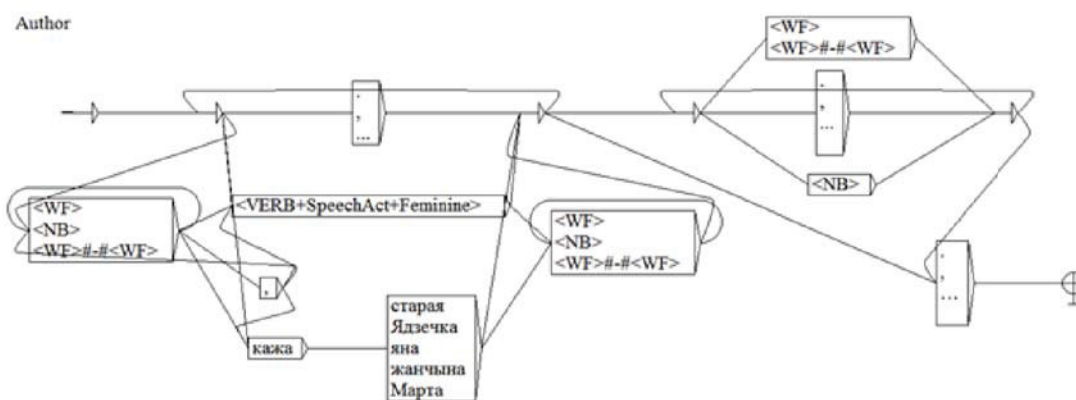 Author
<WF>
<WF>#-#<WF>
.
,
...
.
,
...
<NB>
<WF>
<NB>
<WF>#-#<WF>
<VERB+SpeechAct+Feminine>
<WF>
<NB>
<WF>#-#<WF>
,
.
,
...
кажа
старая
Ядзечка
яна
жанчына
Марта